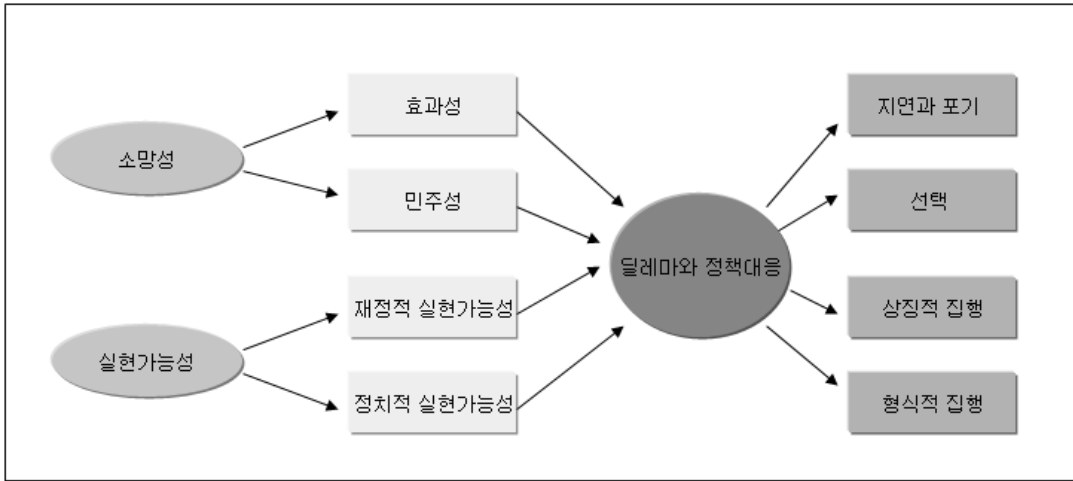 소망성
실현가능성
효과성
민주성
재정적 실현가능성
정치적 실현가능성
딜레마와 정책대응
지연과 포기
선택
상징적 집행
형식적 집행